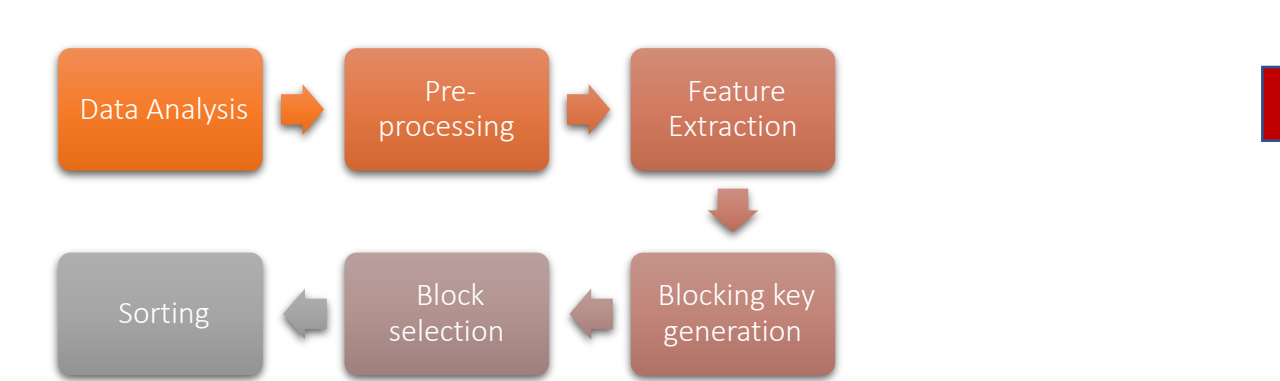 Data Analysis
Pre-
processing
Feature
Extraction
Blocking key
generation
Block
selection
Sorting